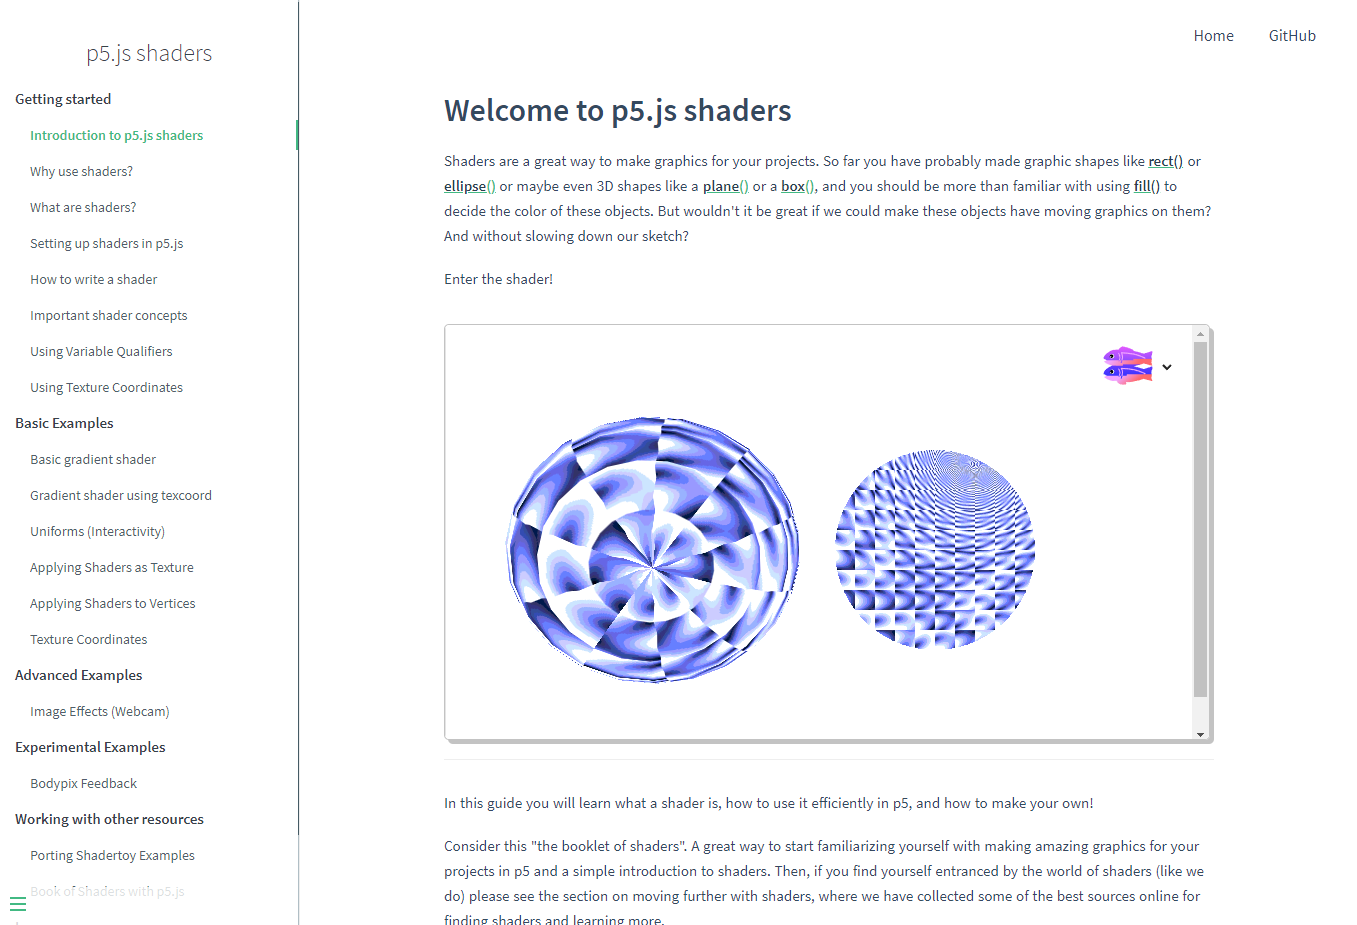 p5.js shaders
Getting started
Introduction to p5.js shaders
Why use shaders?
What are shaders?
Setting up shaders in p5.js
How to write a shader
Important shader concepts
Using Variable Qualifiers
Using Texture Coordinates
Basic Examples
Basic gradient shader
Gradient shader using texcoord
Uniforms (Interactivity)
Applying Shaders as Texture
Applying Shaders to Vertices
Texture Coordinates
Advanced Examples
Image Effects (Webcam)
Experimental Examples
Bodypix Feedback
Working with other resources
Porting Shadertoy Examples
Book of Shaders with p5.js
Home GitHub
Welcome to p5.js shaders
Shaders are a great way to make graphics for your projects. So far you have probably made graphic shapes like rect() or
ellipse() or maybe even 3D shapes like a plane() or a box(), and you should be more than familiar with using fill() to
decide the color of these objects. But wouldn't it be great if we could make these objects have moving graphics on them?
And without slowing down our sketch?
Enter the shader!
In this guide you will learn what a shader is, how to use it efficiently in p5, and how to make your own!
Consider this "the booklet of shaders". A great way to start familiarizing yourself with making amazing graphics for your
projects in p5 and a simple introduction to shaders. Then, if you find yourself entranced by the world of shaders (like we
do) please see the section on moving further with shaders, where we have collected some of the best sources online for
finding shaders and learning more.